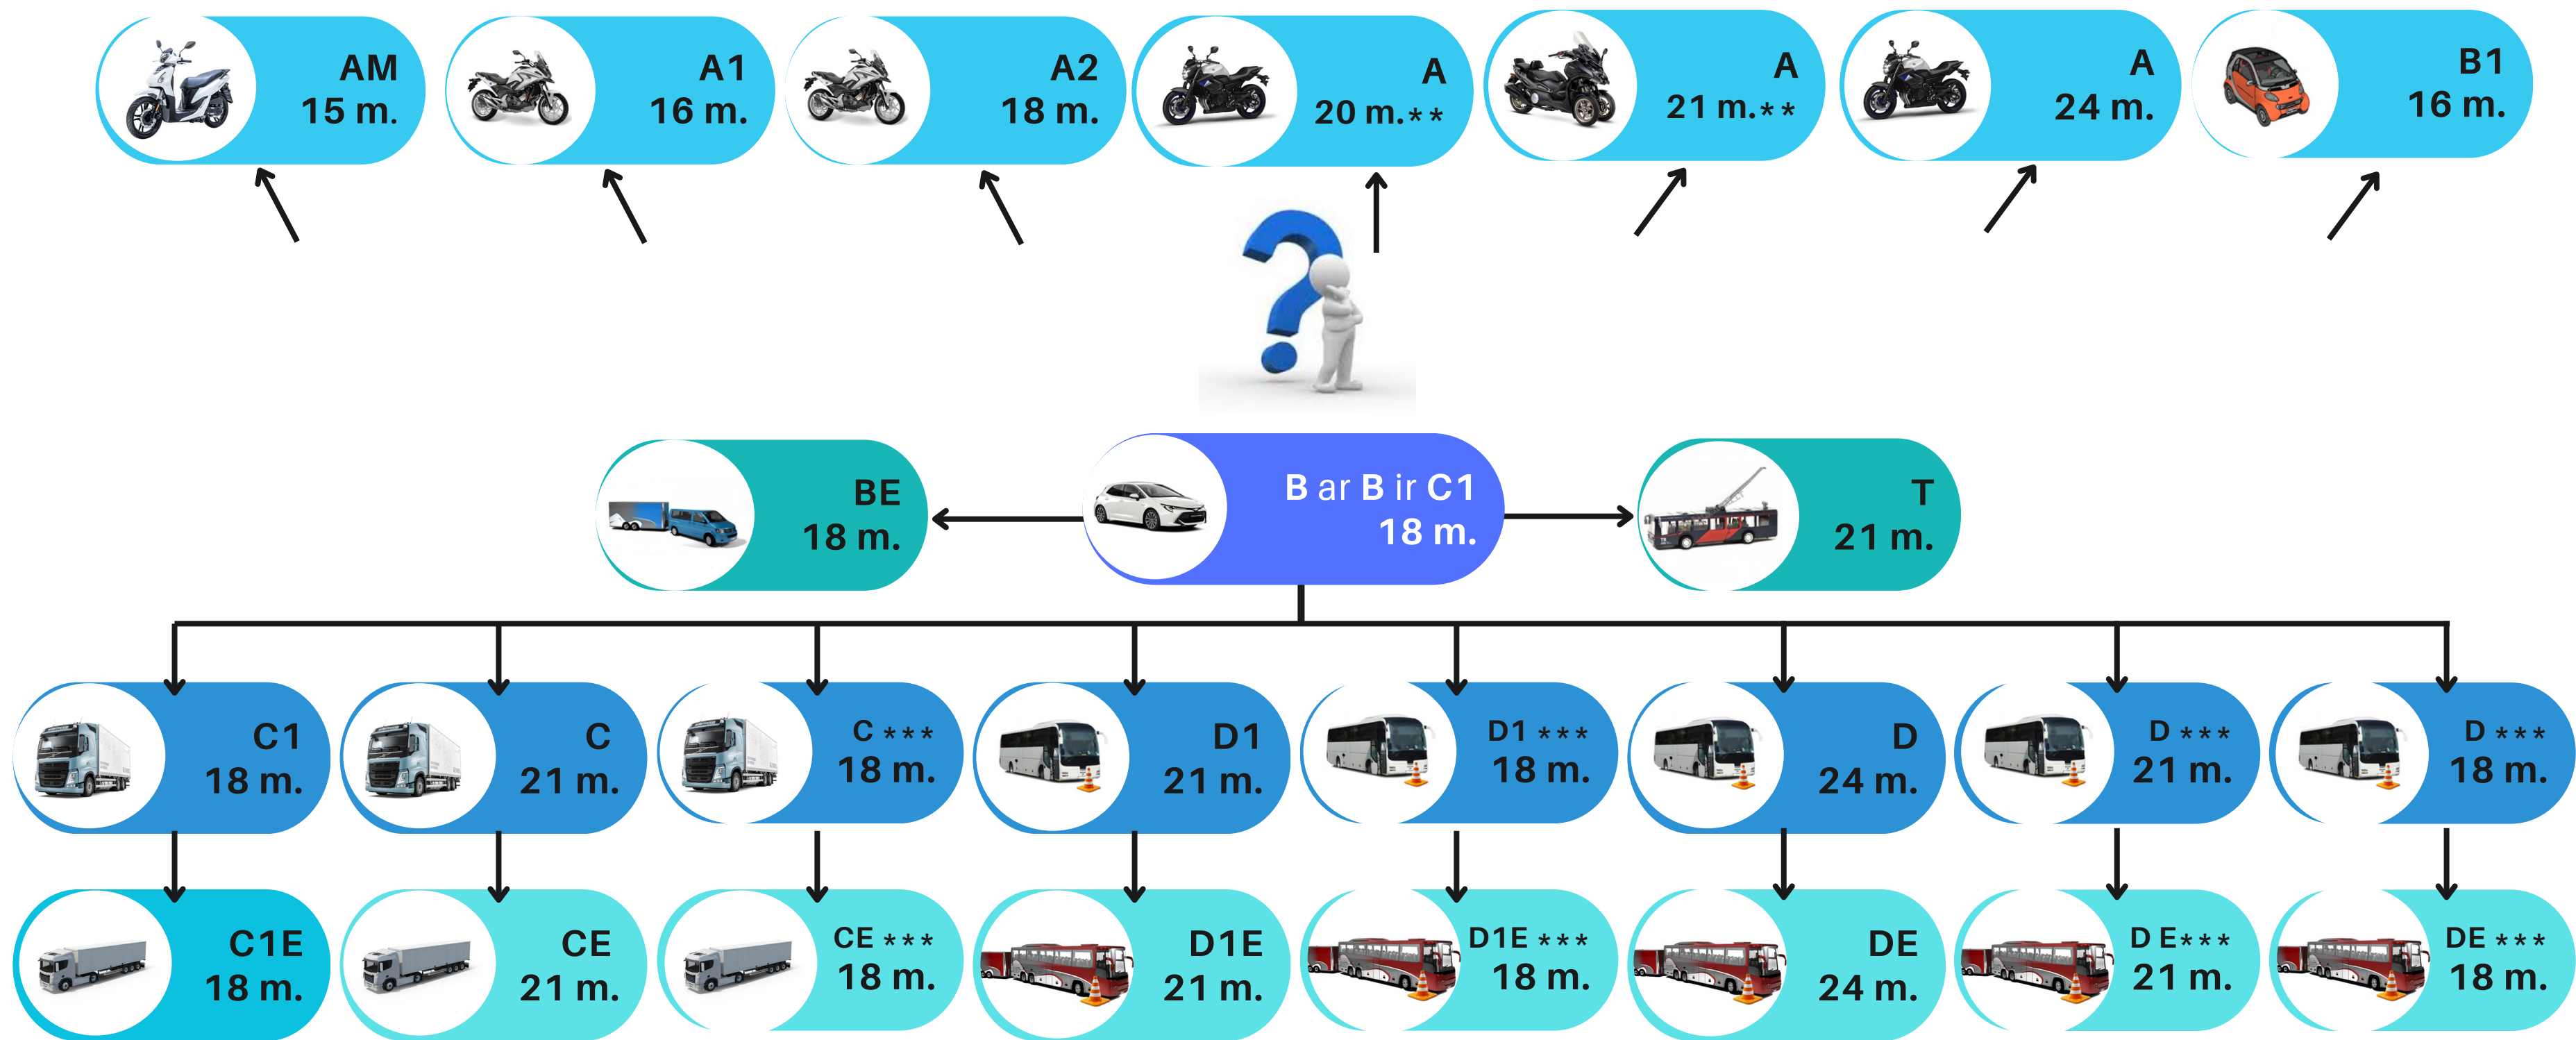 AM
15 m.
A1
16 m.
A2
18 m.
A
20 m.**
A
21 m.**
A
24 m.
B1
16 m.
BE
18 m.
B ar B ir C1
18 m.
T
21 m.
C1
18 m.
C
21 m.
C ***
18 m.
D1
21 m.
D1 ***
18 m.
D
24 m.
D ***
21 m.
D ***
18 m.
C1E
18 m.
CE
21 m.
CE ***
18 m.
D1E
21 m.
D1E ***
18 m.
DE
24 m.
D E***
21 m.
DE ***
18 m.